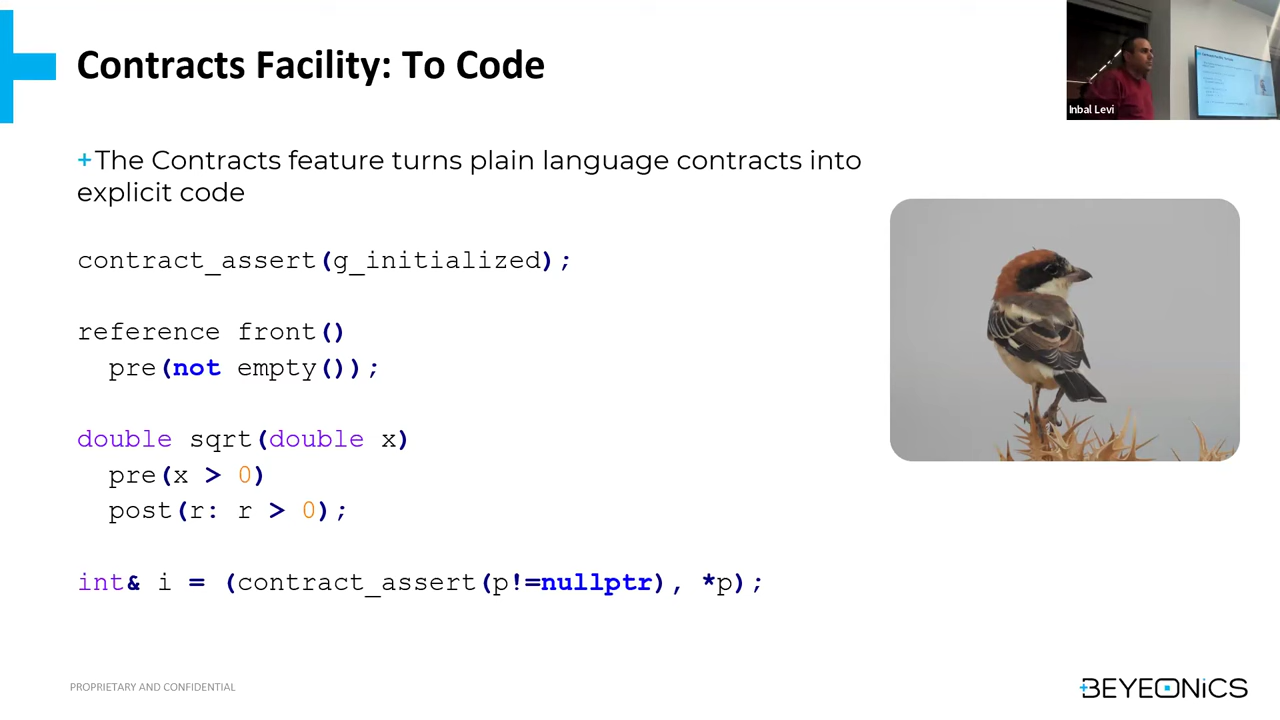 Contracts Facility: To Code
Inbal Levi
+The Contracts feature turns plain language contracts into
explicit code
contract_assert(g_initialized);
reference front()
pre(not empty());
double sqrt(double x)
pre(x > 0)
post(r: r > 0);
int& i = (contract_assert(p!=nullptr), *p);
PROPRIETARY AND CONFIDENTIAL
BEYEONICS